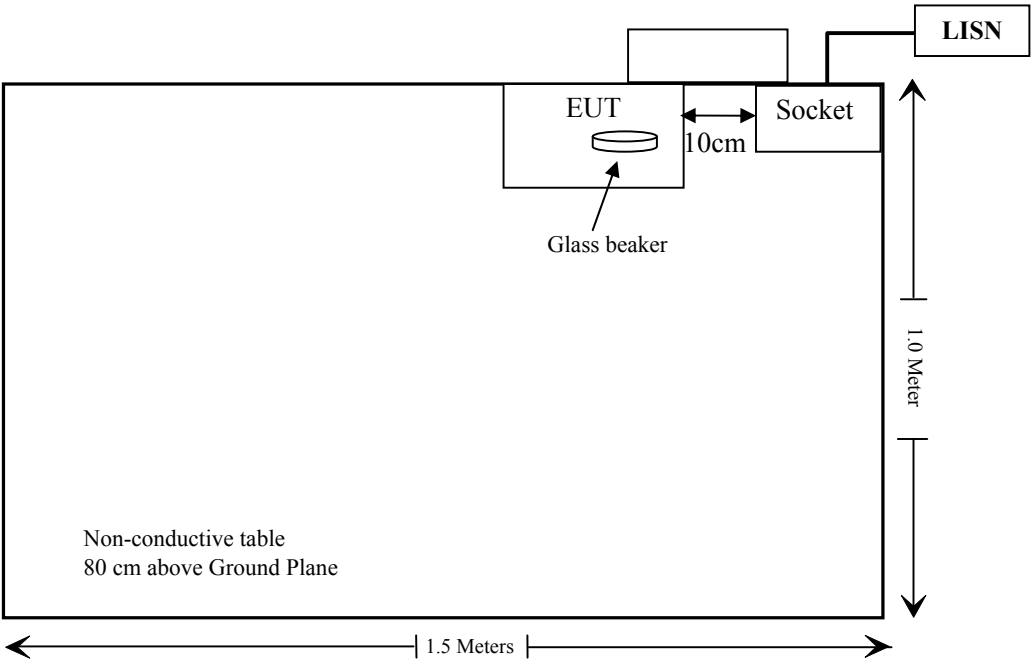 LISN
EUT
Socket
10cm
Glass beaker
1.0 Meter
Non-conductive table
80 cm above Ground Plane
1.5 Meters